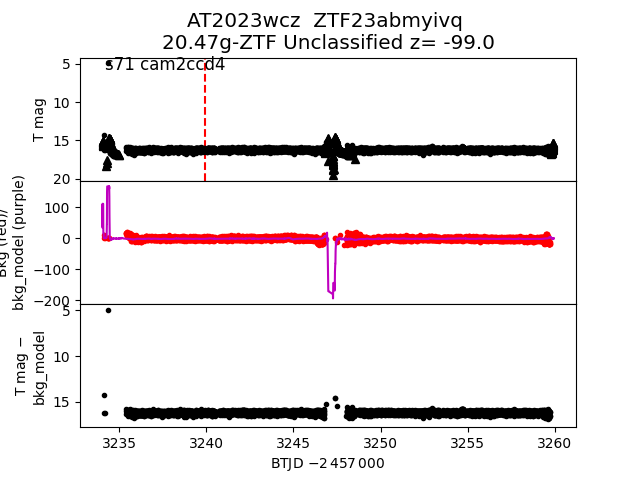 AT2023wcz  ZTF23abmyivq
20.47g-ZTF Unclassified z= -99.0
s71 cam2ccd4
T mag
5
10
15
20
Bkg (red)/
bkg_model (purple)
100
0
−100
−200
T mag −
bkg_model
5
10
15
3235
3240
3245
3250
3255
3260
BTJD −2 457 000